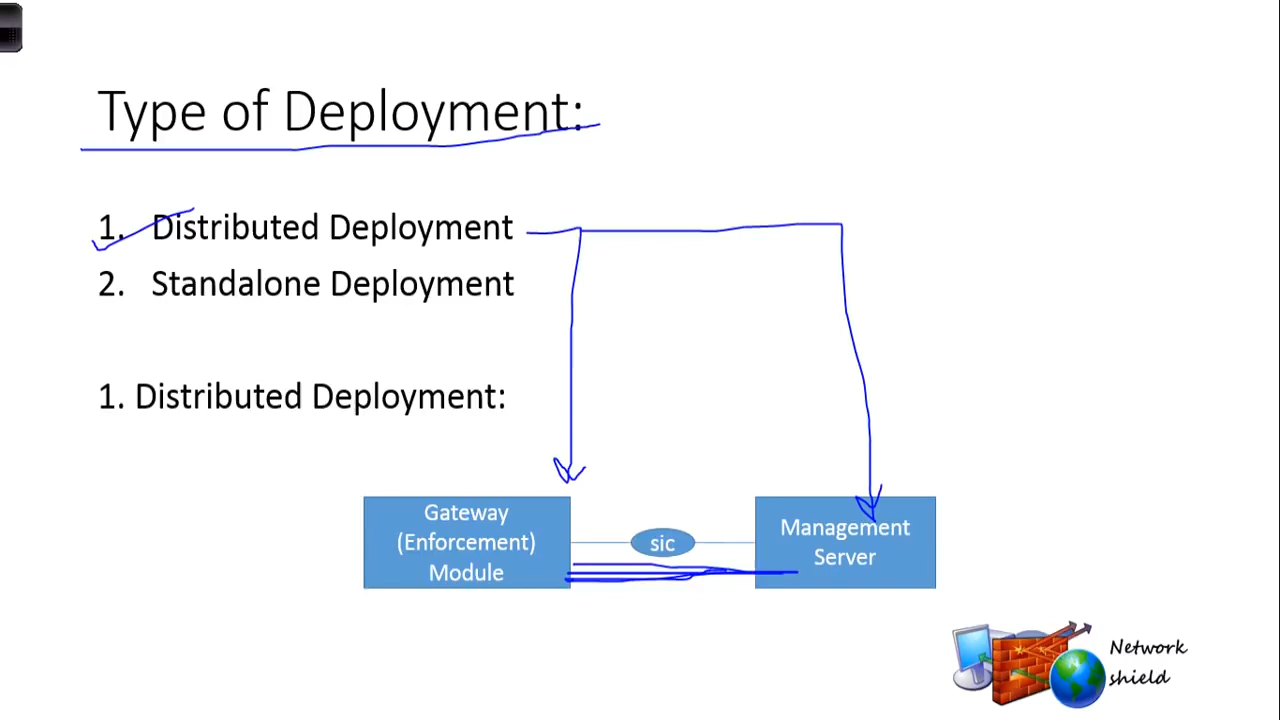 Type of Deployment:
1. Distributed Deployment
2. Standalone Deployment
1. Distributed Deployment:
Gateway
(Enforcement)
Module
sic
Management
Server
Network
shield